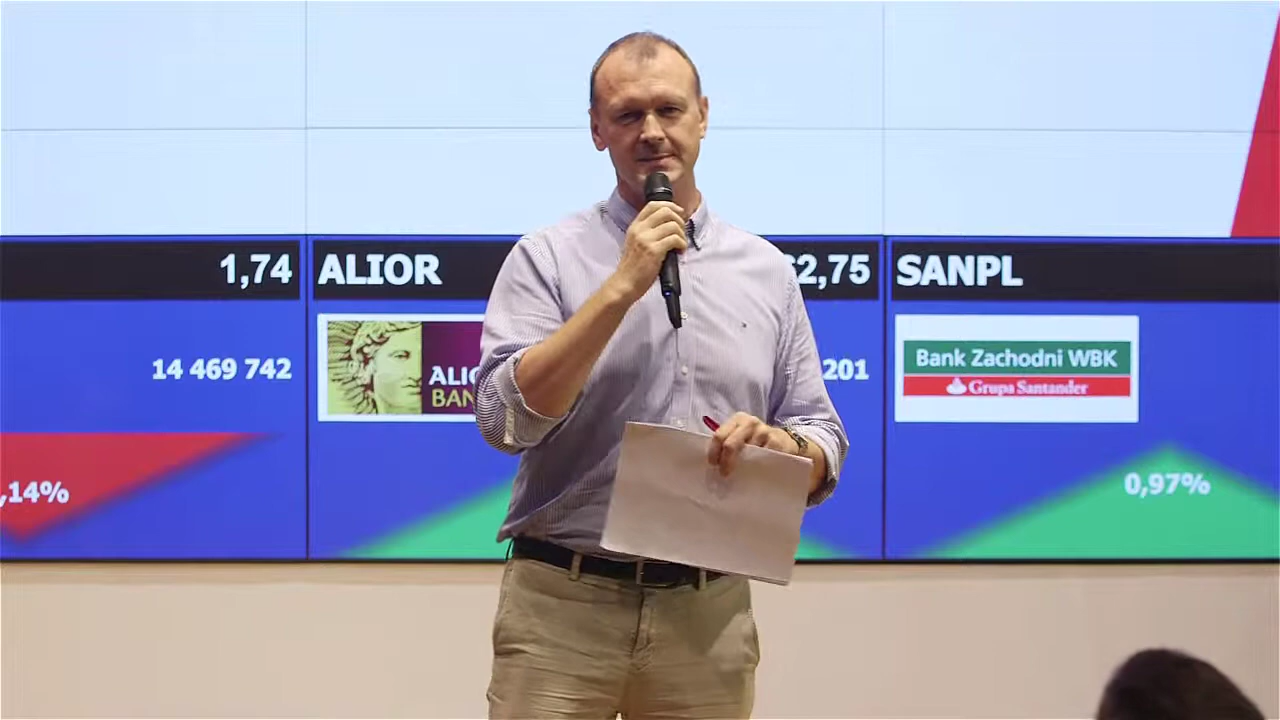 1,74
ALIOR
2,75
SANPL
14 469 742
201
Bank Zachodni WBK
Grupa Santander
,14%
0,97%